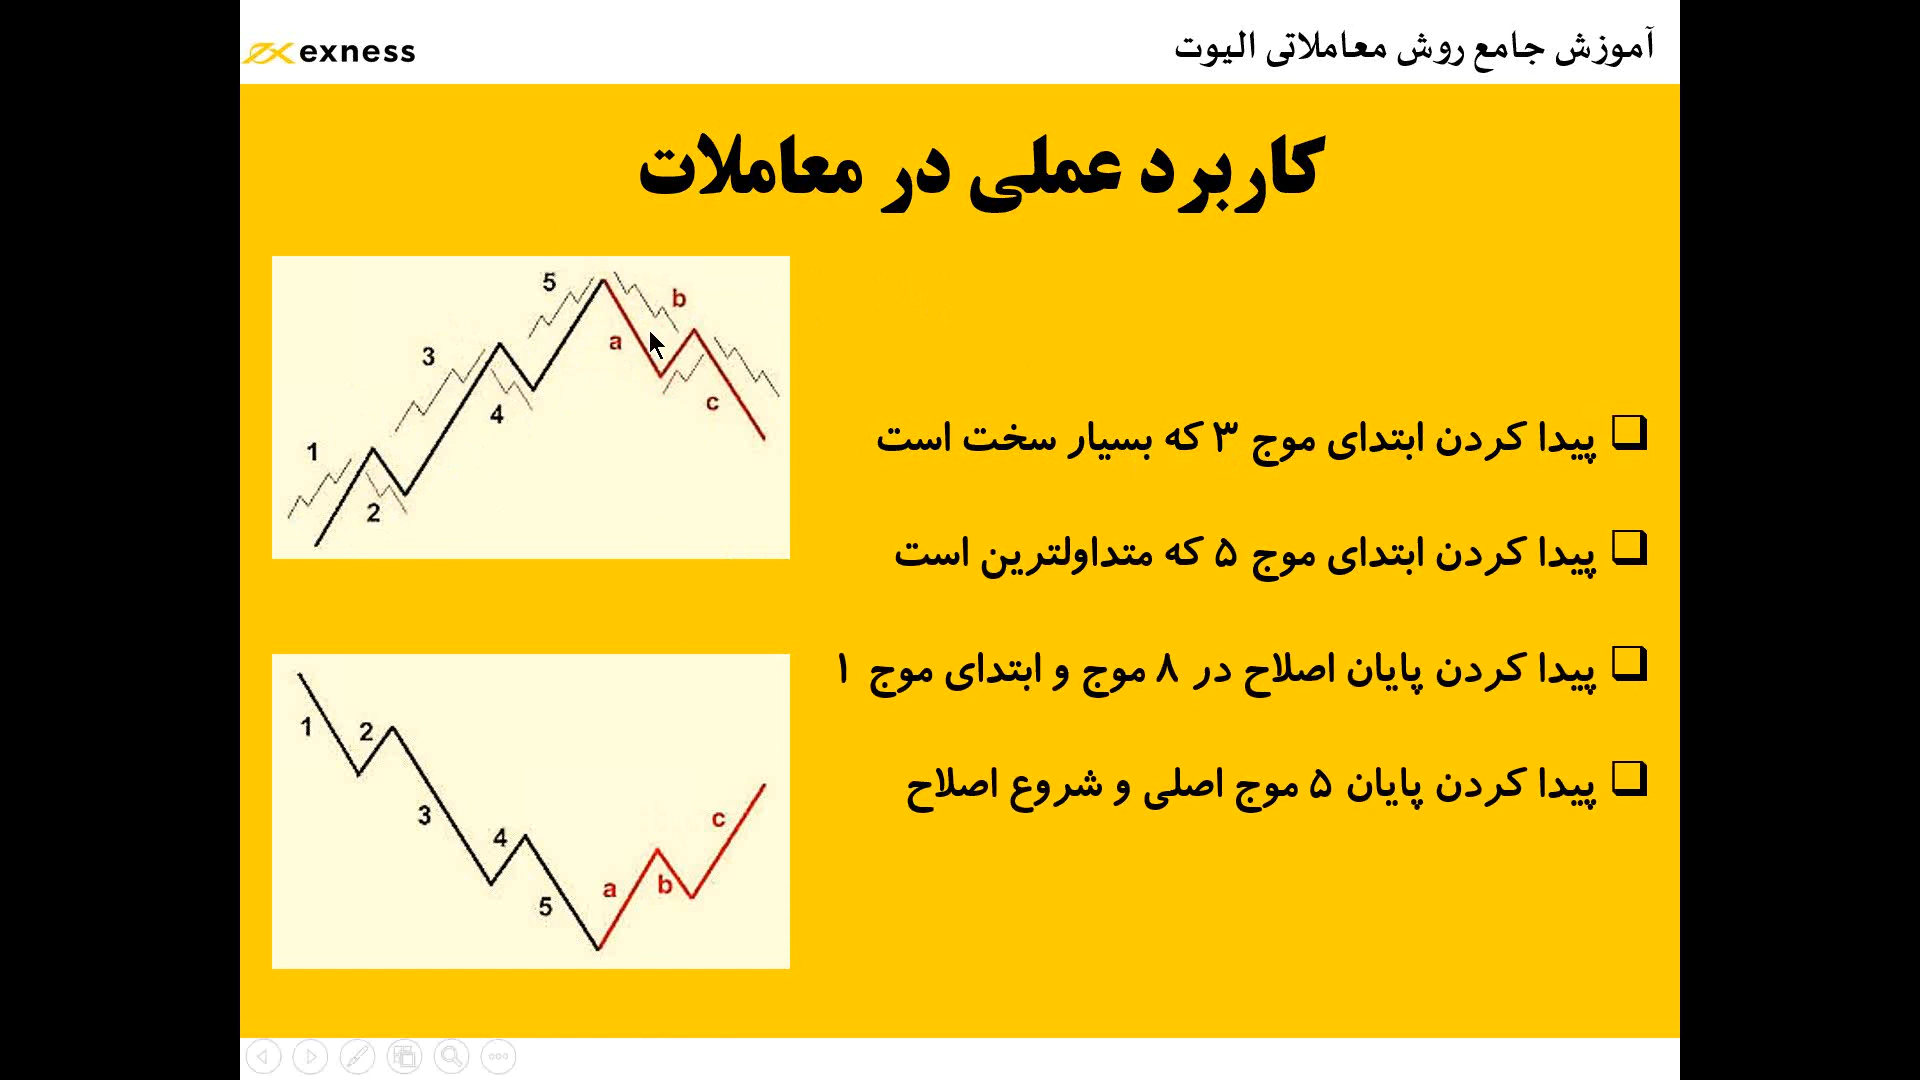 exness
آموزش جامع روش معاملاتی الیوت
کاربرد عملی در معاملات
5
b
a
3
4
c
1
2
پیدا کردن ابتدای موج ۳ که بسیار سخت است
پیدا کردن ابتدای موج ۵ که متداولترین است
پیدا کردن پایان اصلاح در ۸ موج و ابتدای موج ۱
پیدا کردن پایان ۵ موج اصلی و شروع اصلاح
1
2
3
4
5
a
b
c